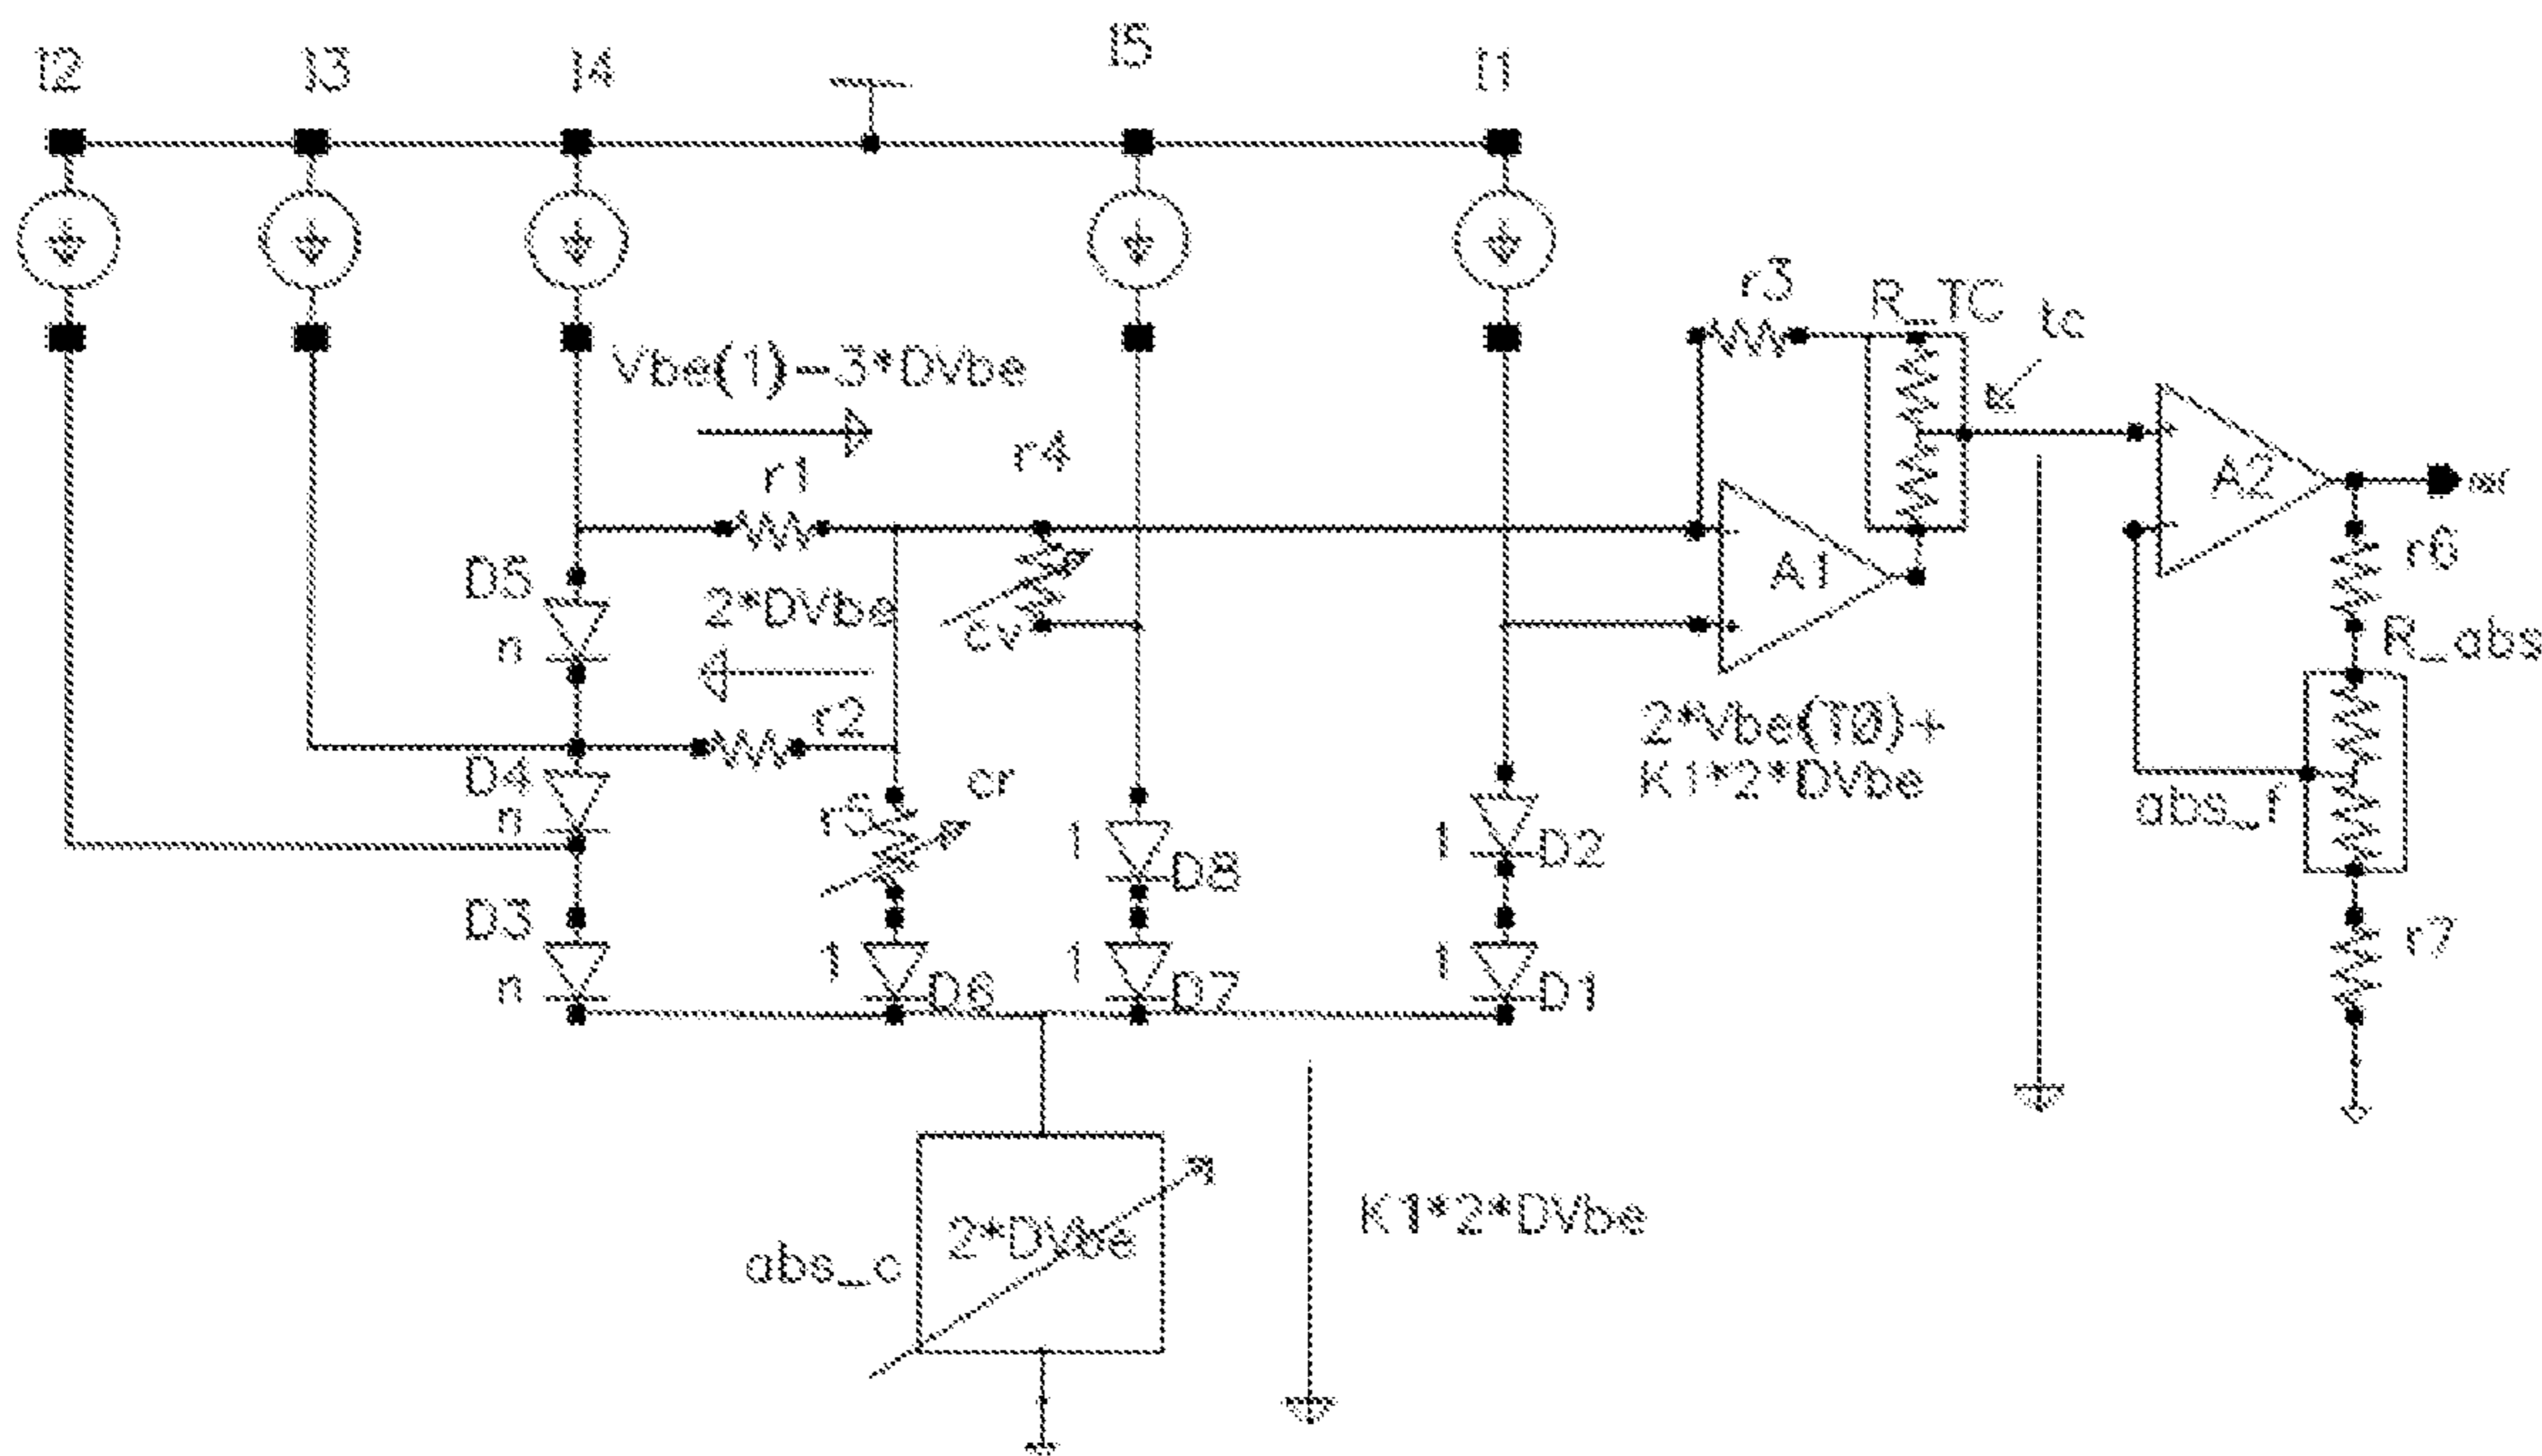 I2
I3
I4
I5
I1
Vbe(1)-3*DVbe
r1
r4
r3
R_TC
tc
A2
out
r6
R_abs
A1
D5
n
2*DVbe
cv
r2
D4
n
r5
cr
1
D8
1
D2
2*Vbe(T0)+
K1*2*DVbe
abs_f
D3
n
1
D6
1
D7
1
D1
r7
abs_c
2*DVbe
K1*2*DVbe